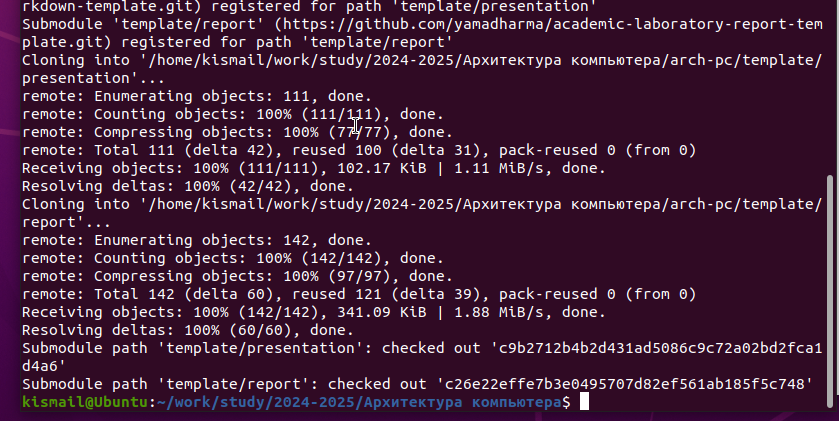 rkdown-template.git) registered for path 'template/presentation'
Submodule 'template/report' (https://github.com/yamadharma/academic-laboratory-report-tem
plate.git) registered for path 'template/report'
Cloning into '/home/kismail/work/study/2024-2025/Архитектура компьютера/arch-pc/template/
presentation'...
remote: Enumerating objects: 111, done.
remote: Counting objects: 100% (111/111), done.
remote: Compressing objects: 100% (77/77), done.
remote: Total 111 (delta 42), reused 100 (delta 31), pack-reused 0 (from 0)
Receiving objects: 100% (111/111), 102.17 KiB | 1.11 MiB/s, done.
Resolving deltas: 100% (42/42), done.
Cloning into '/home/kismail/work/study/2024-2025/Архитектура компьютера/arch-pc/template/
report'...
remote: Enumerating objects: 142, done.
remote: Counting objects: 100% (142/142), done.
remote: Compressing objects: 100% (97/97), done.
remote: Total 142 (delta 60), reused 121 (delta 39), pack-reused 0 (from 0)
Receiving objects: 100% (142/142), 341.09 KiB | 1.88 MiB/s, done.
Resolving deltas: 100% (60/60), done.
Submodule path 'template/presentation': checked out 'c9b2712b4b2d431ad5086c9c72a02bd2fca1
d4a6'
Submodule path 'template/report': checked out 'c26e22effe7b3e0495707d82ef561ab185f5c748'
kismail@Ubuntu:~/work/study/2024-2025/Архитектура компьютера$